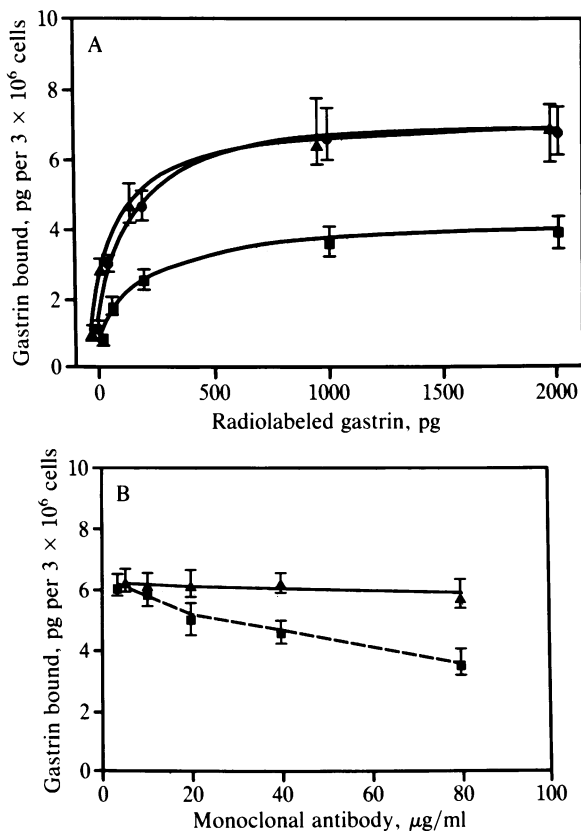 A
Gastrin bound, pg per 3 × 10⁶ cells
10
8
6
4
2
0
0 500 1000 1500 2000
Radiolabeled gastrin, pg
B
Gastrin bound, pg per 3 × 10⁶ cells
10
8
6
4
2
0
0 20 40 60 80 100
Monoclonal antibody, μg/ml